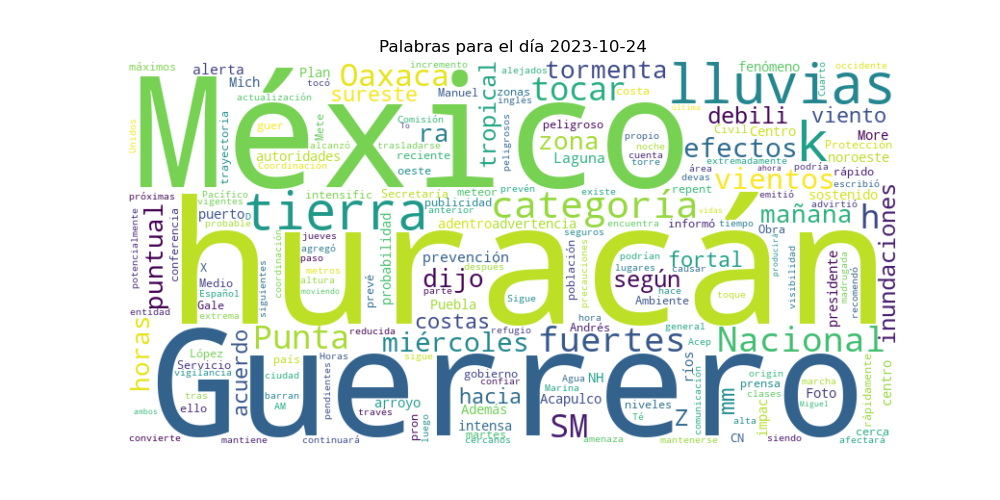 Palabras para el día 2023-10-24
máximos
alerta
Mich
Plan
tocó
Oaxaca
sureste
incremento
Manuel
alejados
inglés
tormenta
tocar
zonas
costa
lluvias
fenómeno
Cuarto
occidente
México
actualización
trayectoria
Unidos
guer
autoridades
Coordinación
Mete
Comisión
alcanzó
To
trasladarse
reciente
oeste
ra
tropical
peligrosos
peligroso
zona
Laguna
propio
noche
cuenta
torre
última
debili
viento
efectos
k
Civil
Centro
extremadamente
More
Protección
noroeste
área
ahora
podría
rápido
vientos
devas
escribió
sostenido
próximas
Pacífico
vigentes
intensific
Secretaría
meteor
prevén
existe
repent
emitió
advirtió
potencialmente
puntual
conferencia
puerto
D
probable
tierra
publicidad
anterior
categoría
adentro
advertencia
encuentra
seguros
informó
vidas
tiempo
mañana
Obra
hnes
inundaciones
huracán
X
Medio
Español
Gale
extrema
entidad
siguientes
coordinación
jueves
agregó
paso
metros
altura
moviendo
prevé
probabilidad
prevención
dijo
después
parte
Puebla
Sigue
población
precauciones
podrían
lugares
causar
hace
según
Ambiente
fortal
toque
producirá
visibilidad
presidente
madrugada
recomendó
horas
López
Servicio
vigilancia
acuerdo
Punta
país
Horas
reducida
costas
miércoles
refugio
hora
Andrés
fuertes
general
Acep
Nacional
Guerrero
tras
ello
ambos
convierte
mantiene
ciudad
barran
AM
pendientes
continuará
sigue
arroyo
través
pron
luego
gobierno
confiar
hacia
Además
intensa
martes
cercanos
Marina
Agua
NH
Acapulco
SM
amenaza
niveles
Té
ríos
Z
mantenerse
comunicación
mm
alta
CN
origin
prensa
clases
impac
siendo
marcha
Foto
Miguel
rápidamente
centro
cerca
afectará